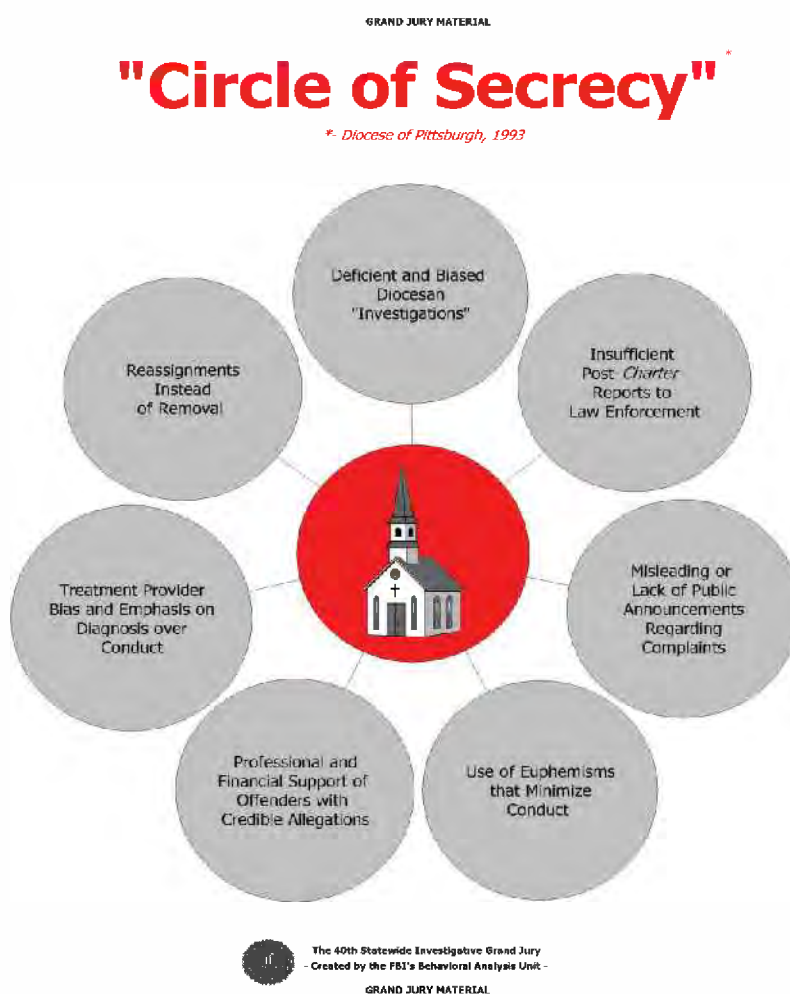 GRAND JURY MATERIAL
"Circle of Secrecy" *
*- Diocese of Pittsburgh, 1993
Deficient and Biased
Diocesan
"Investigations"
Insufficient
Post-Charter
Reports to
Law Enforcement
Misleading or
Lack of Public
Announcements
Regarding
Complaints
Use of Euphemisms
that Minimize
Conduct
Professional and
Financial Support of
Offenders with
Credible Allegations
Treatment Provider
Bias and Emphasis on
Diagnosis over
Conduct
Reassignments
Instead
of Removal
The 40th Statewide Investigative Grand Jury
- Created by the FBI's Behavioral Analysis Unit -
GRAND JURY MATERIAL